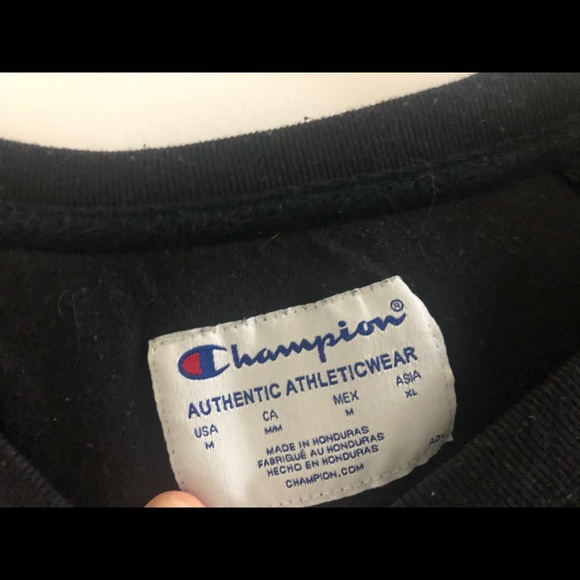 Champion®
AUTHENTIC ATHLETICWEAR
USA CA MEX ASIA
M M/M M XL
MADE IN HONDURAS
FABRIQUÉ AU HONDURAS
HECHO EN HONDURAS
CHAMPION.COM